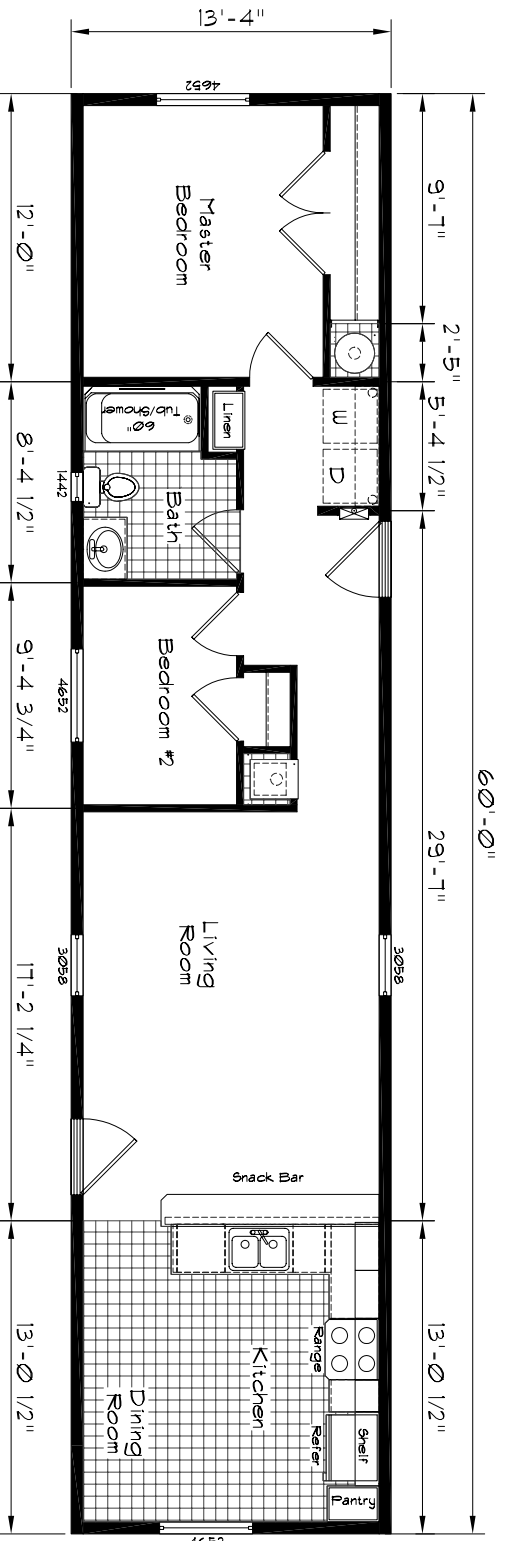 13'-4"
4652
9'-7"
2'-5"
5'-4 1/2"
29'-7"
13'-0 1/2"
60'-0"
12'-0"
8'-4 1/2"
9'-4 3/4"
17'-2 1/4"
13'-0 1/2"
Master
Bedroom
W
D
Linen
60"
Tub/Shower
Bath
1442
Bedroom #2
4652
Living
Room
3058
3058
Snack Bar
Kitchen
Range
Refer
Shelf
Pantry
Dining
Room
4652